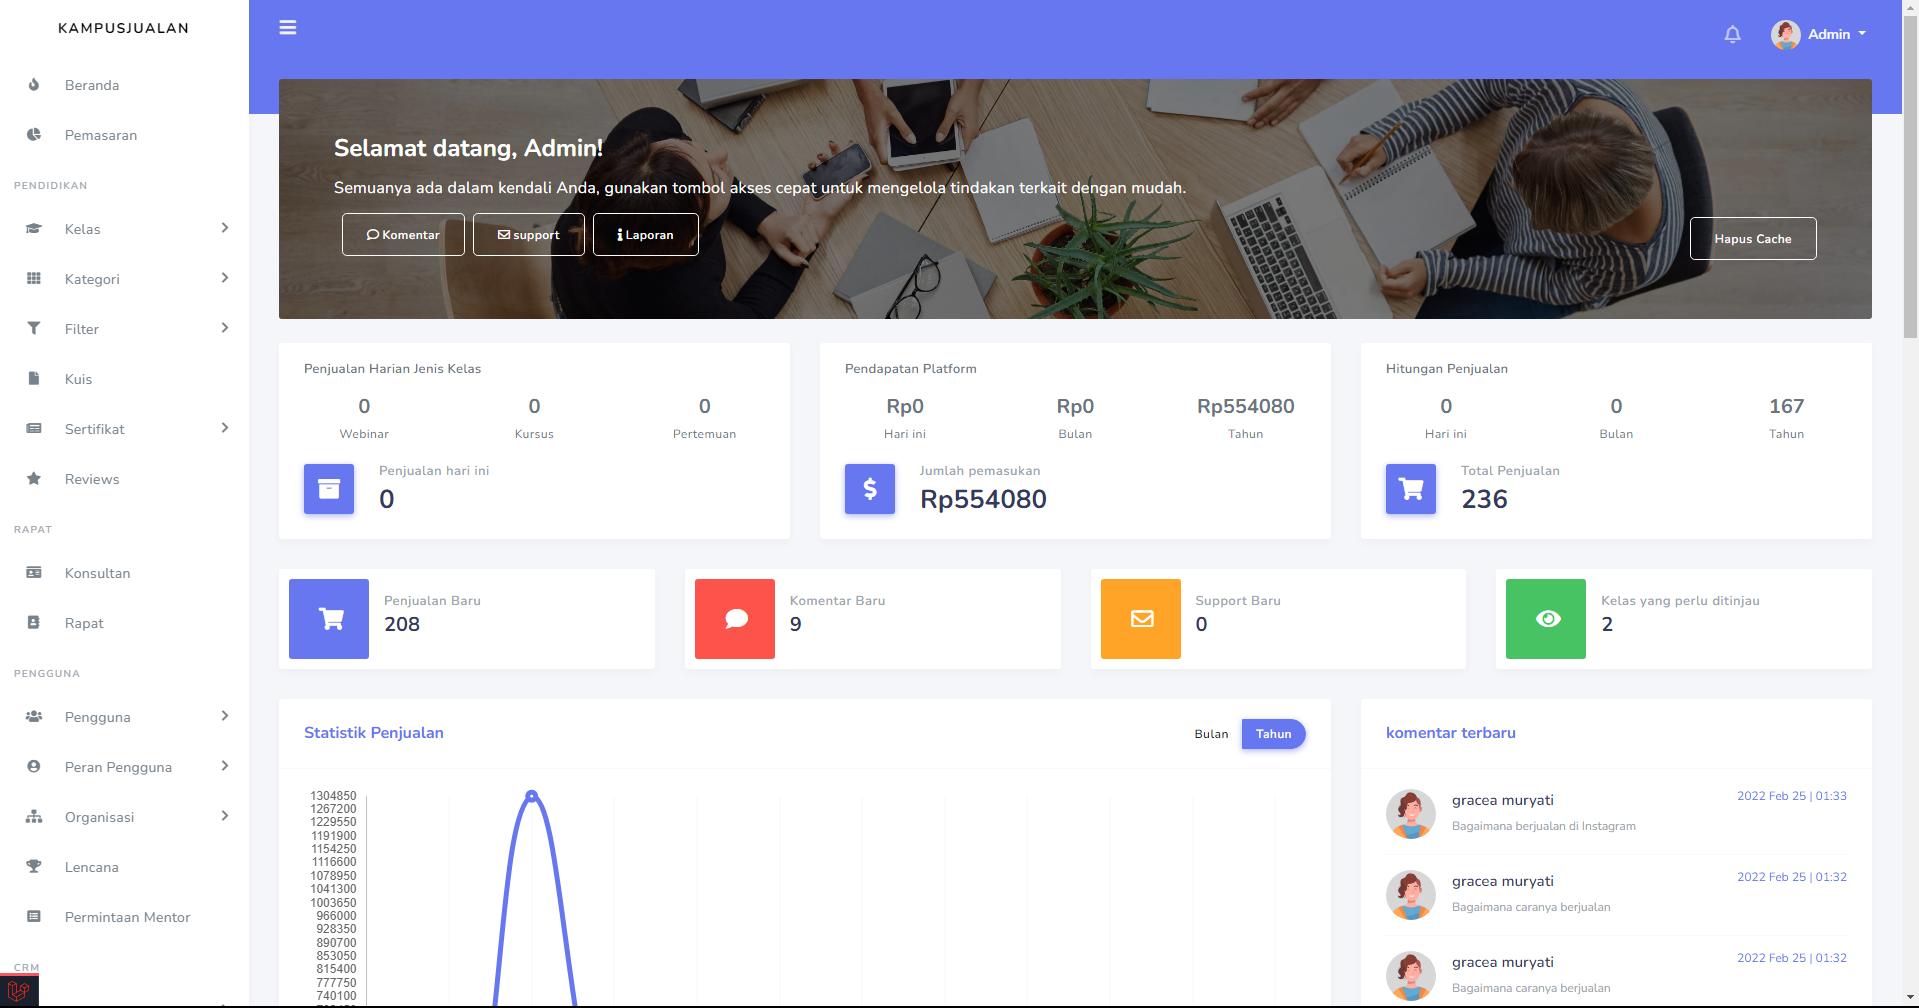 KAMPUSJUALAN
Beranda
Pemasaran
PENDIDIKAN
Kelas
Kategori
Filter
Kuis
Sertifikat
Reviews
RAPAT
Konsultan
Rapat
PENGGUNA
Pengguna
Peran Pengguna
Organisasi
Lencana
Permintaan Mentor
CRM
Admin
Selamat datang, Admin!
Semuanya ada dalam kendali Anda, gunakan tombol akses cepat untuk mengelola tindakan terkait dengan mudah.
Komentar support Laporan
Hapus Cache
Penjualan Harian Jenis Kelas
0 0 0
Webinar Kursus Pertemuan
Penjualan hari ini
0
Pendapatan Platform
Rp0 Rp0 Rp554080
Hari ini Bulan Tahun
Jumlah pemasukan
Rp554080
Hitungan Penjualan
0 0 167
Hari ini Bulan Tahun
Total Penjualan
236
Penjualan Baru
208
Komentar Baru
9
Support Baru
0
Kelas yang perlu ditinjau
2
Statistik Penjualan
Bulan Tahun
1304850
1267200
1229550
1191900
1154250
1116600
1078950
1041300
1003650
966000
928350
890700
853050
815400
777750
740100
komentar terbaru
gracea muryati 2022 Feb 25 | 01:33
Bagaimana berjualan di Instagram
gracea muryati 2022 Feb 25 | 01:32
Bagaimana caranya berjualan
gracea muryati 2022 Feb 25 | 01:32
Bagaimana caranya berjualan